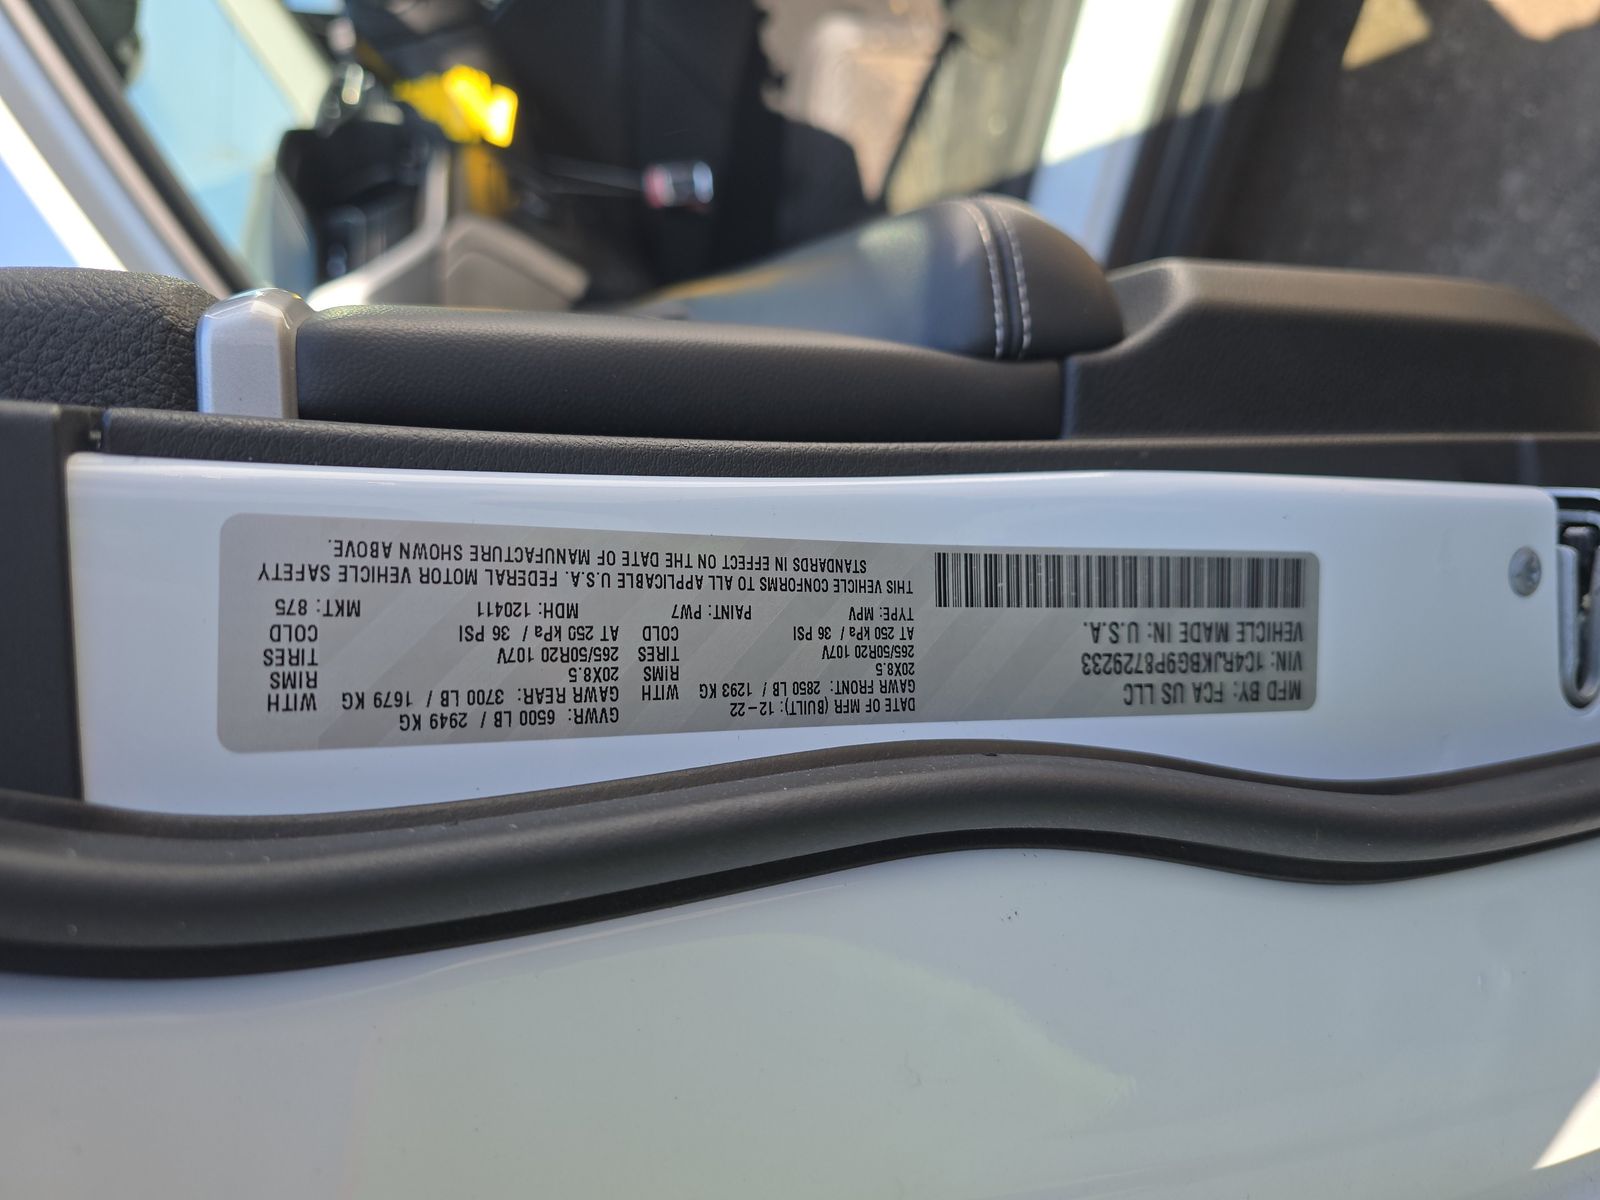 MFD BY: FCA US LLC
VIN: 1C4RJKBG9P8729233
VEHICLE MADE IN: U.S.A.
DATE OF MFR (BUILT): 12-22
GVWR: 6500 LB / 2949 KG
GAWR FRONT: 2850 LB / 1293 KG WITH
GAWR REAR: 3700 LB / 1679 KG WITH
20X8.5 RIMS
20X8.5 RIMS
265/50R20 107V TIRES
265/50R20 107V TIRES
AT 250 kPa / 36 PSI COLD
AT 250 kPa / 36 PSI COLD
TYPE: MPV PAINT: PW7 MDH: 120411 MKT: 875
THIS VEHICLE CONFORMS TO ALL APPLICABLE U.S.A. FEDERAL MOTOR VEHICLE SAFETY
STANDARDS IN EFFECT ON THE DATE OF MANUFACTURE SHOWN ABOVE.